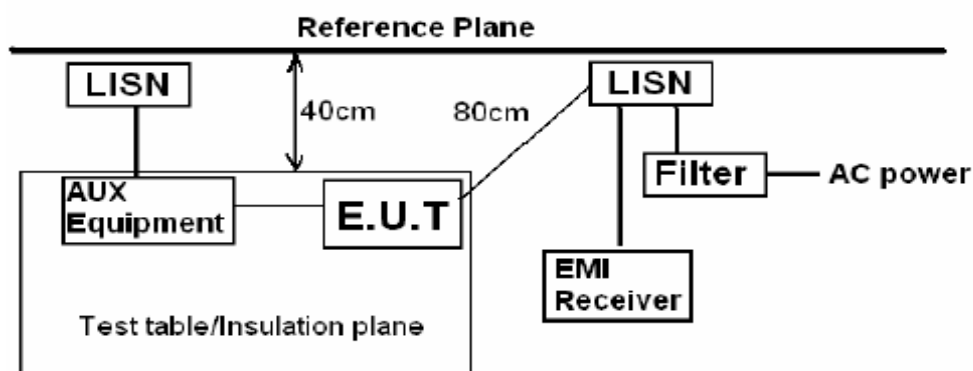 Reference Plane
LISN
40cm
80cm
LISN
Filter
AC power
AUX
Equipment
E.U.T
EMI
Receiver
Test table/Insulation plane